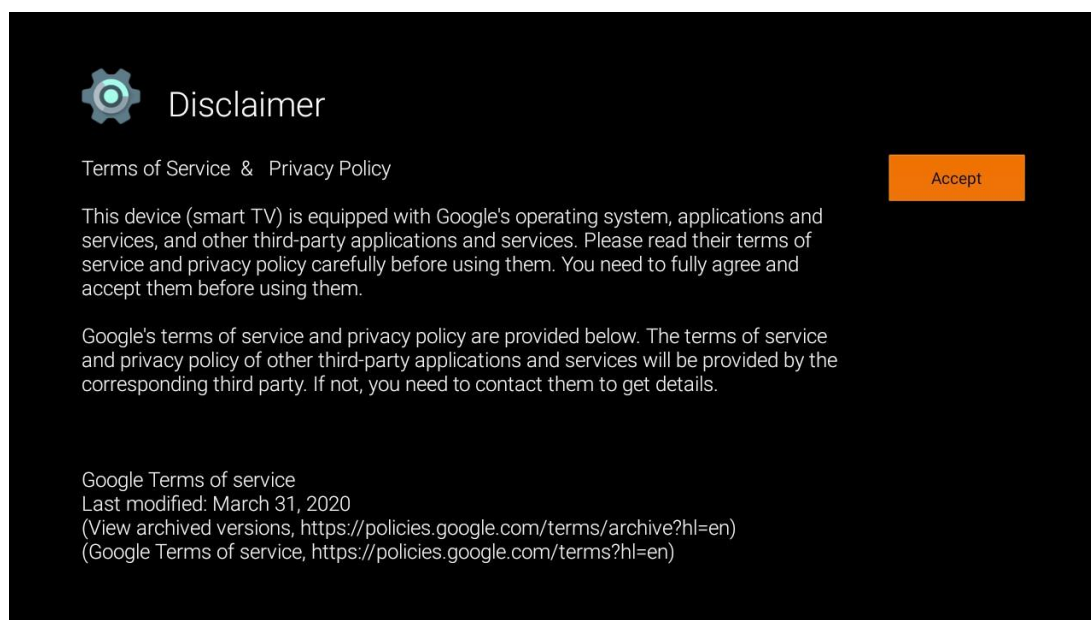 Disclaimer
Terms of Service & Privacy Policy
Accept
This device (smart TV) is equipped with Google's operating system, applications and
services, and other third-party applications and services. Please read their terms of
service and privacy policy carefully before using them. You need to fully agree and
accept them before using them.
Google's terms of service and privacy policy are provided below. The terms of service
and privacy policy of other third-party applications and services will be provided by the
corresponding third party. If not, you need to contact them to get details.
Google Terms of service
Last modified: March 31, 2020
(View archived versions, https://policies.google.com/terms/archive?hl=en)
(Google Terms of service, https://policies.google.com/terms?hl=en)